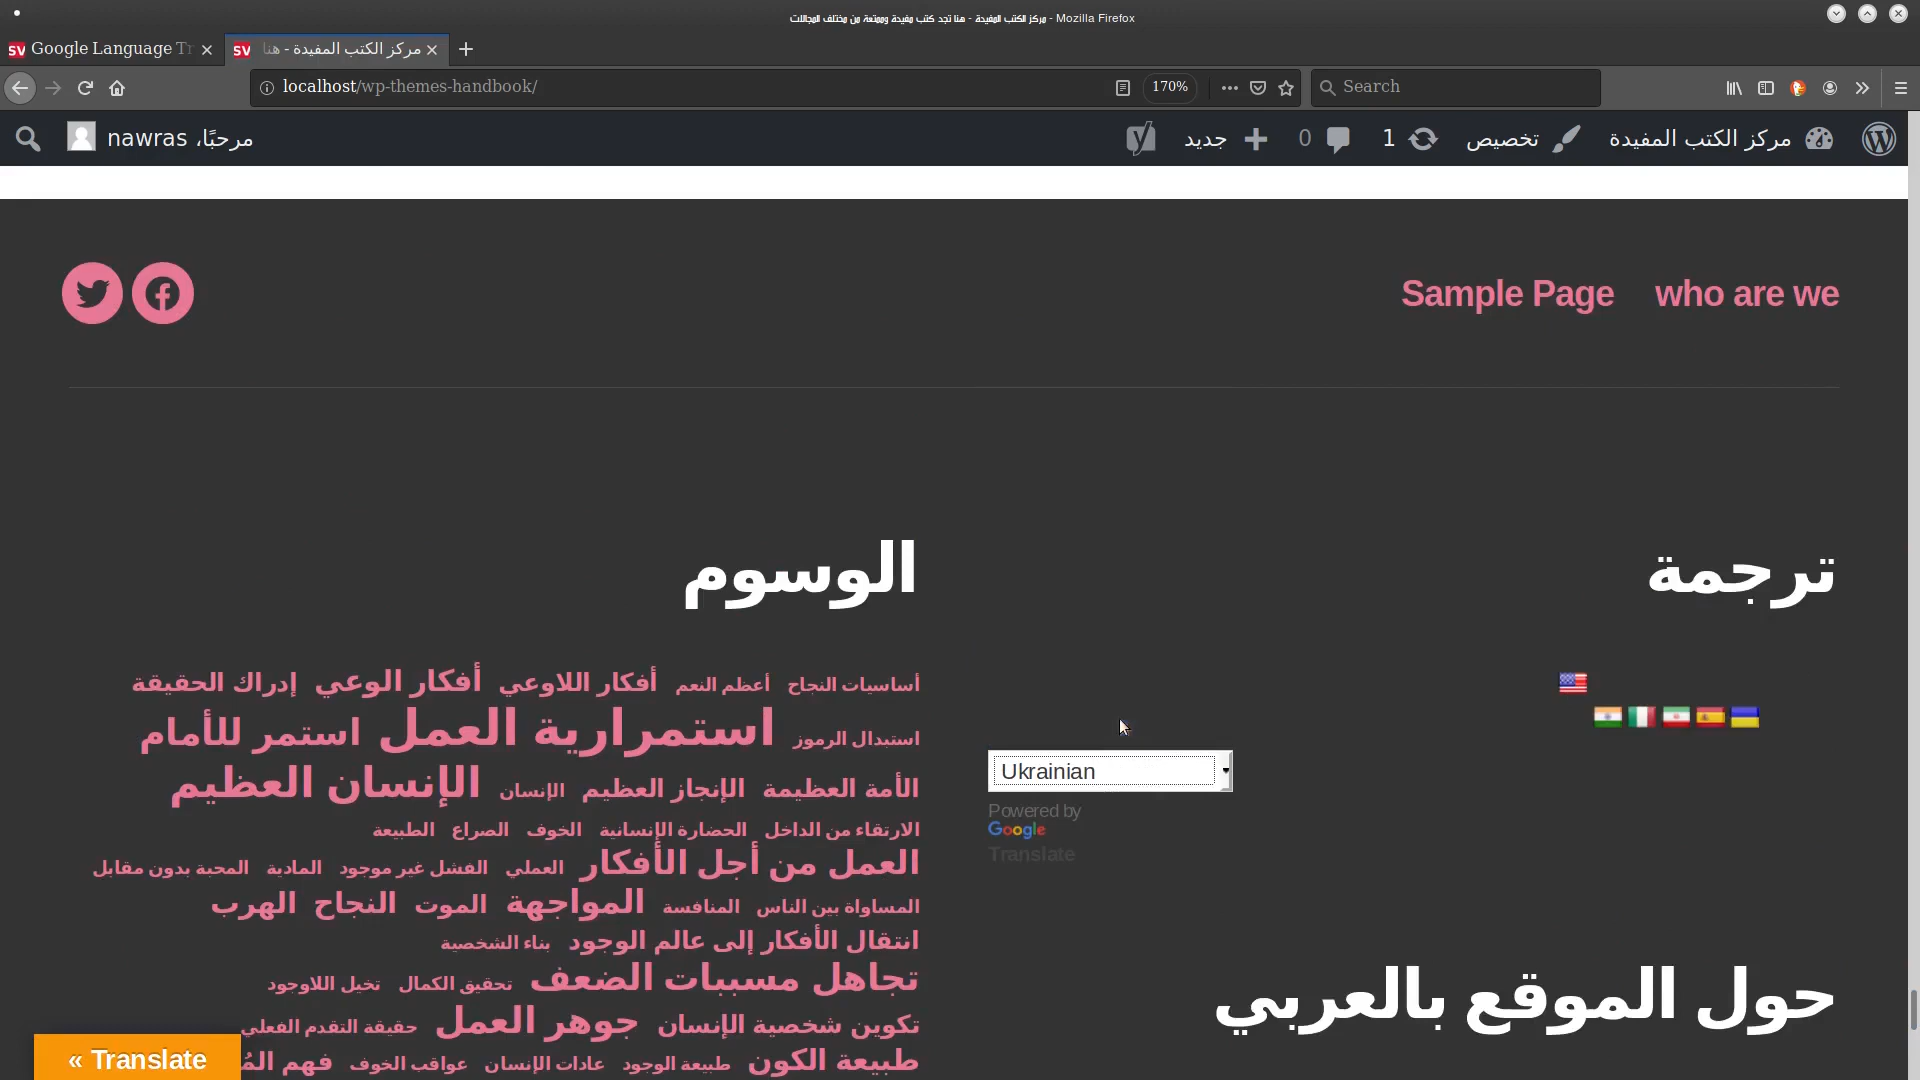 مركز الكتب المفيدة - هنا تجد كتب مفيدة وممتعة من مختلف المجالات - Mozilla Firefox
Google Language Tr
مركز الكتب المفيدة - هنا
localhost/wp-themes-handbook/
170%
Search
مركز الكتب المفيدة
تخصيص
1
0
جديد
مرحبًا، nawras
Sample Page who are we
ترجمة
Ukrainian
Powered by
Google
Translate
حول الموقع بالعربي
الوسوم
أساسيات النجاح أعظم النعم أفكار اللاوعي أفكار الوعي إدراك الحقيقة
استبدال الرموز استمرارية العمل استمر للأمام
الأمة العظيمة الإنجاز العظيم الإنسان الإنسان العظيم
الارتقاء من الداخل الحضارة الإنسانية الخوف الصراع الطبيعة
العمل من أجل الأفكار العملي الفشل غير موجود المادية المحبة بدون مقابل
المساواة بين الناس المنافسة المواجهة الموت النجاح الهرب
انتقال الأفكار إلى عالم الوجود بناء الشخصية
تجاهل مسببات الضعف تحقيق الكمال تخيل اللاوجود
تكوين شخصية الإنسان جوهر العمل حقيقة التقدم الفعلي
طبيعة الكون طبيعة الوجود عادات الإنسان عواقب الخوف فهم
« Translate